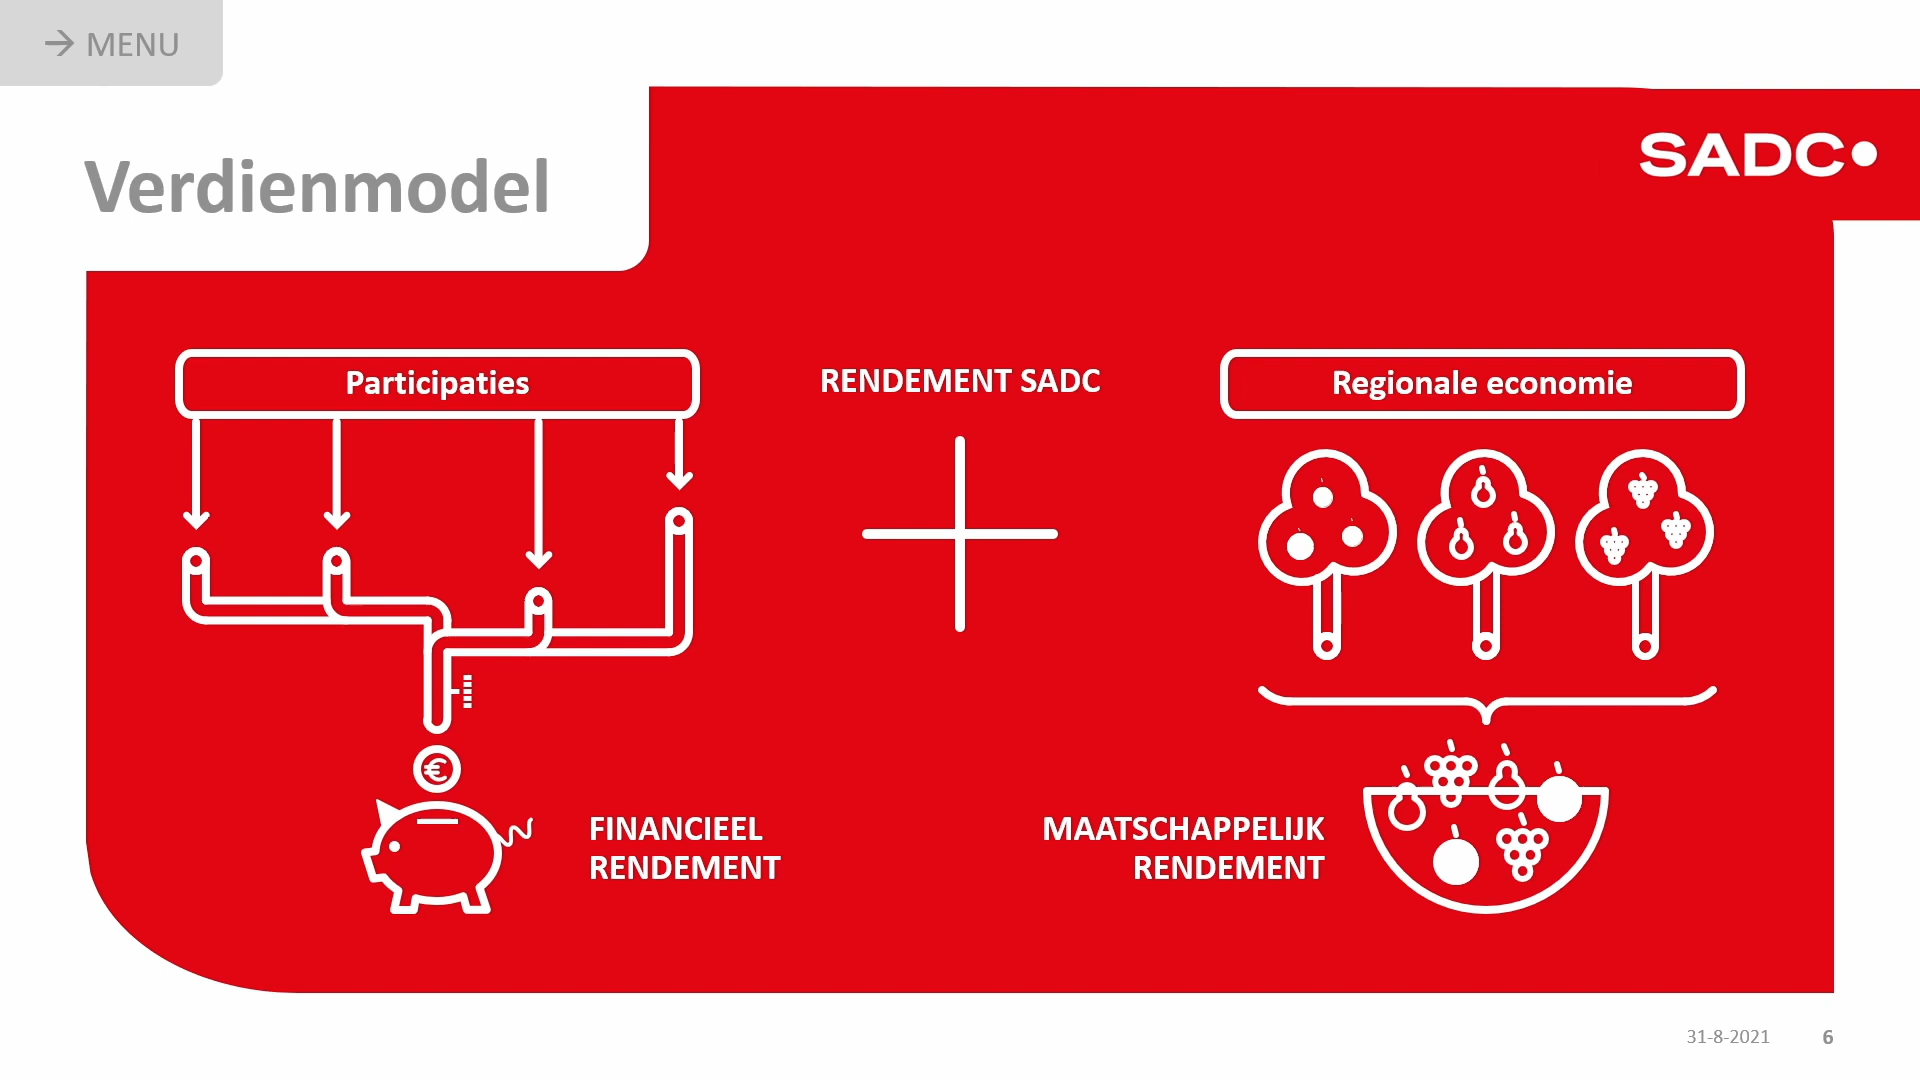 → MENU
Verdienmodel
SADC
Participaties
RENDEMENT SADC
Regionale economie
€
FINANCIEEL
RENDEMENT
MAATSCHAPPELIJK
RENDEMENT
31-8-2021
6